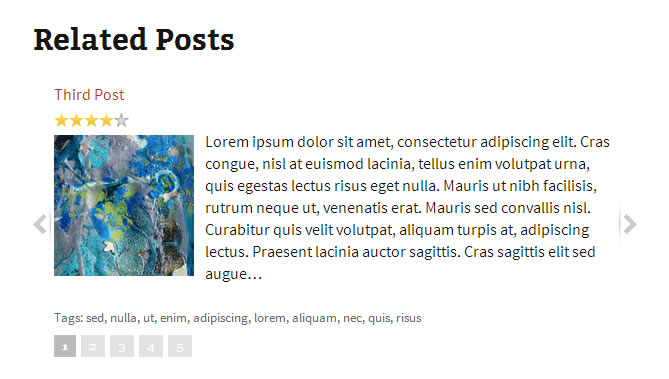 Related Posts
Third Post
Lorem ipsum dolor sit amet, consectetur adipiscing elit. Cras
congue, nisl at euismod lacinia, tellus enim volutpat urna,
quis egestas lectus risus eget nulla. Mauris ut nibh facilisis,
rutrum neque ut, venenatis erat. Mauris sed convallis nisl.
Curabitur quis velit volutpat, aliquam turpis at, adipiscing
lectus. Praesent lacinia auctor sagittis. Cras sagittis elit sed
augue…
Tags: sed, nulla, ut, enim, adipiscing, lorem, aliquam, nec, quis, risus
1 2 3 4 5